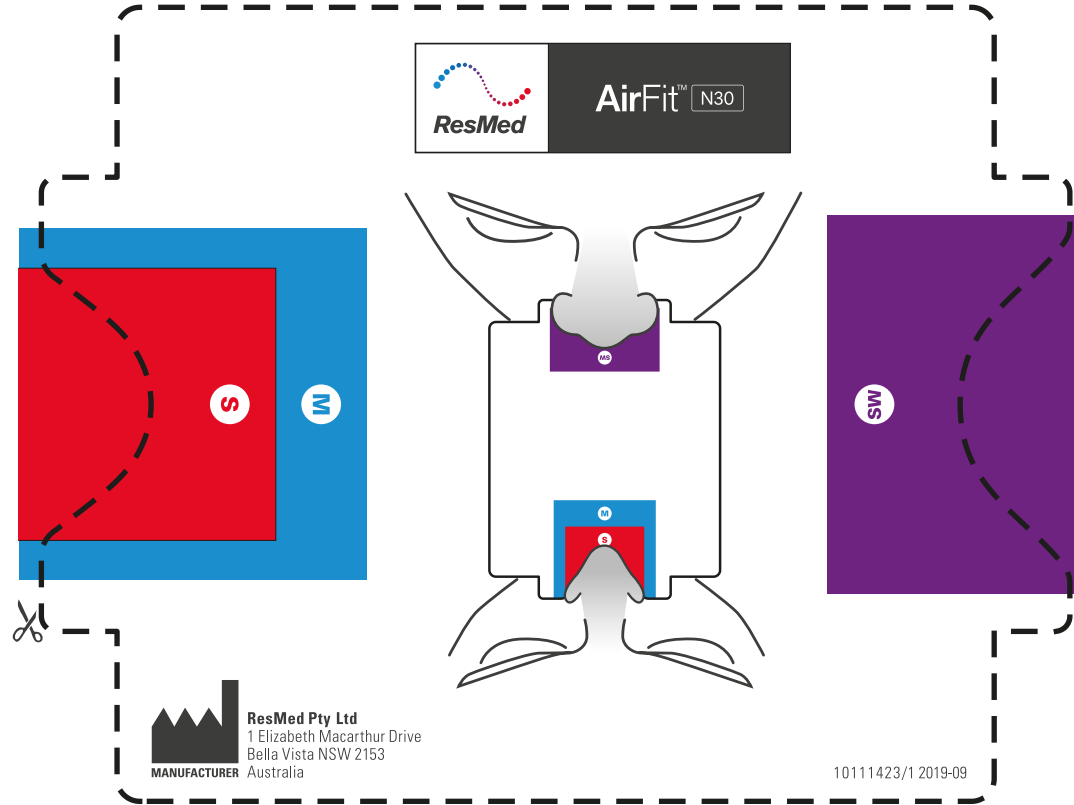 ResMed
AirFit™ N30
SW
S
M
SW
M
S
ResMed Pty Ltd
1 Elizabeth Macarthur Drive
Bella Vista NSW 2153
MANUFACTURER Australia
10111423/1 2019-09